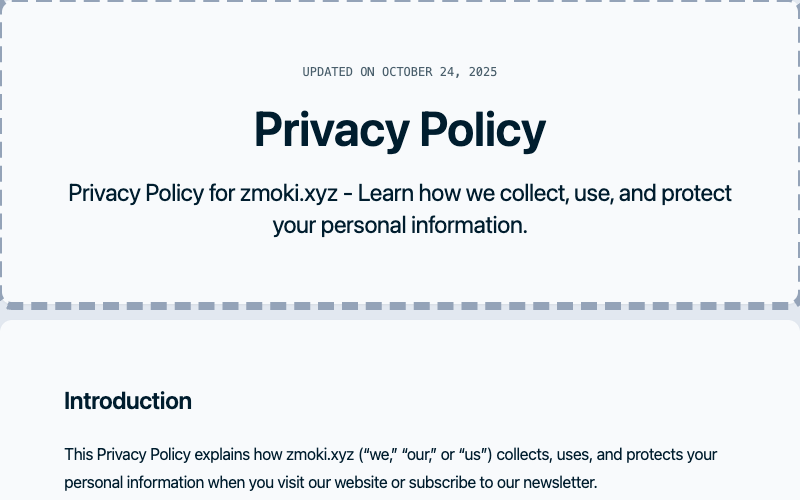 UPDATED ON OCTOBER 24, 2025
Privacy Policy
Privacy Policy for zmoki.xyz - Learn how we collect, use, and protect
your personal information.
Introduction
This Privacy Policy explains how zmoki.xyz (“we,” “our,” or “us”) collects, uses, and protects your
personal information when you visit our website or subscribe to our newsletter.